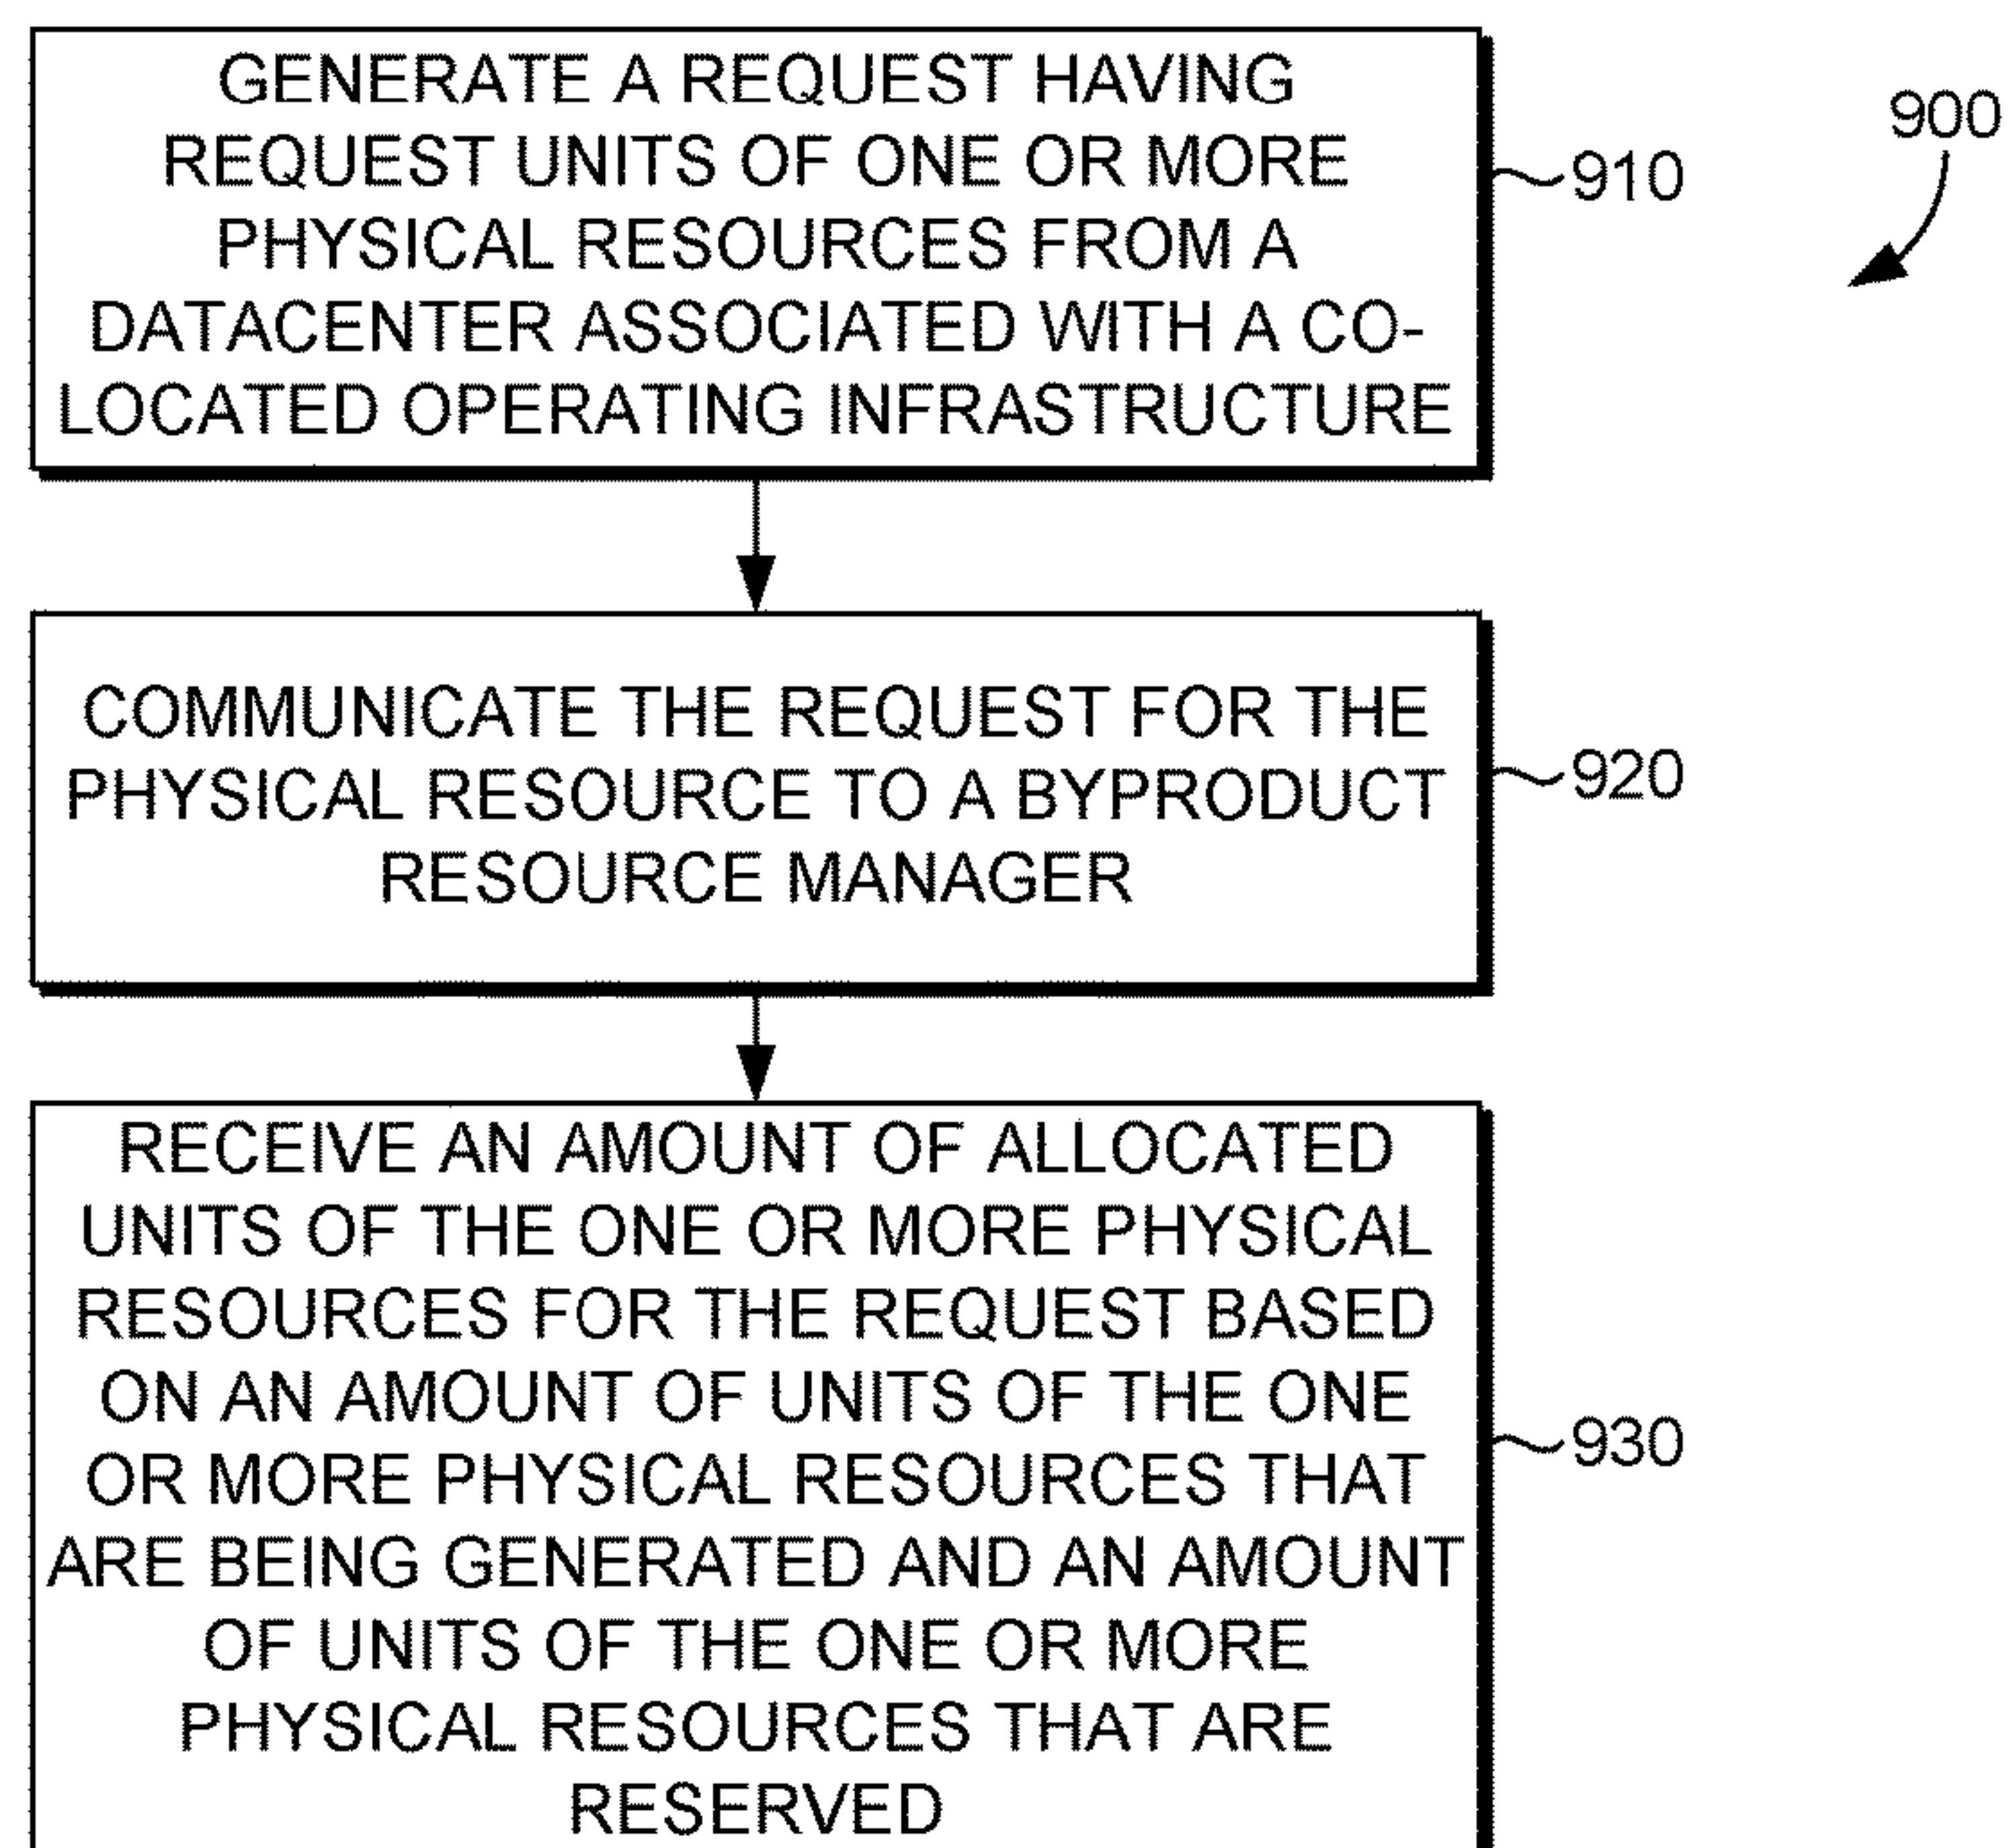 GENERATE A REQUEST HAVING
REQUEST UNITS OF ONE OR MORE
PHYSICAL RESOURCES FROM A
DATACENTER ASSOCIATED WITH A CO-
LOCATED OPERATING INFRASTRUCTURE
910
900
COMMUNICATE THE REQUEST FOR THE
PHYSICAL RESOURCE TO A BYPRODUCT
RESOURCE MANAGER
920
RECEIVE AN AMOUNT OF ALLOCATED
UNITS OF THE ONE OR MORE PHYSICAL
RESOURCES FOR THE REQUEST BASED
ON AN AMOUNT OF UNITS OF THE ONE
OR MORE PHYSICAL RESOURCES THAT
ARE BEING GENERATED AND AN AMOUNT
OF UNITS OF THE ONE OR MORE
PHYSICAL RESOURCES THAT ARE
RESERVED
930